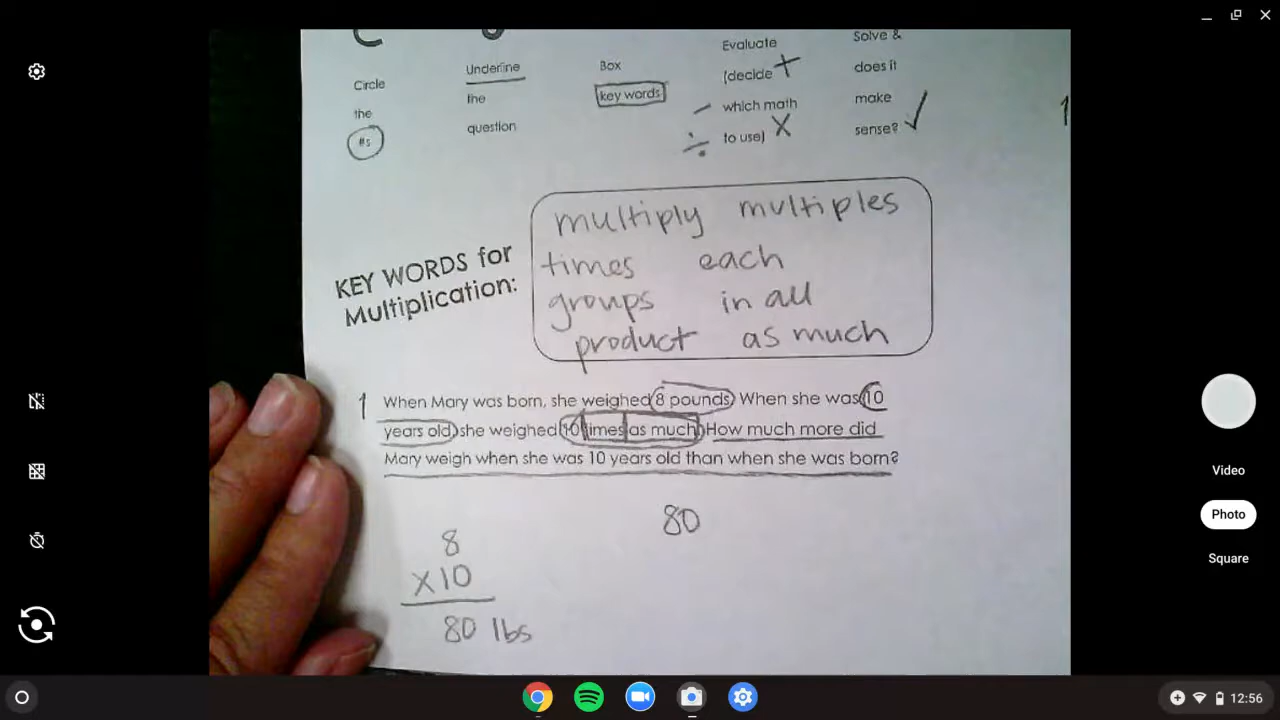 Circle
the
#s
Underline
the
question
Box
key words
Evaluate
(decide +
- which math
÷ to use) X
Solve &
does it
make
sense? ✓
KEY WORDS for
Multiplication:
multiply multiples
times each
groups in all
product as much
1 When Mary was born, she weighed 8 pounds. When she was 10
years old, she weighed 10 times as much. How much more did
Mary weigh when she was 10 years old than when she was born?
80
8
X10
80 lbs
Video
Photo
Square
12:56